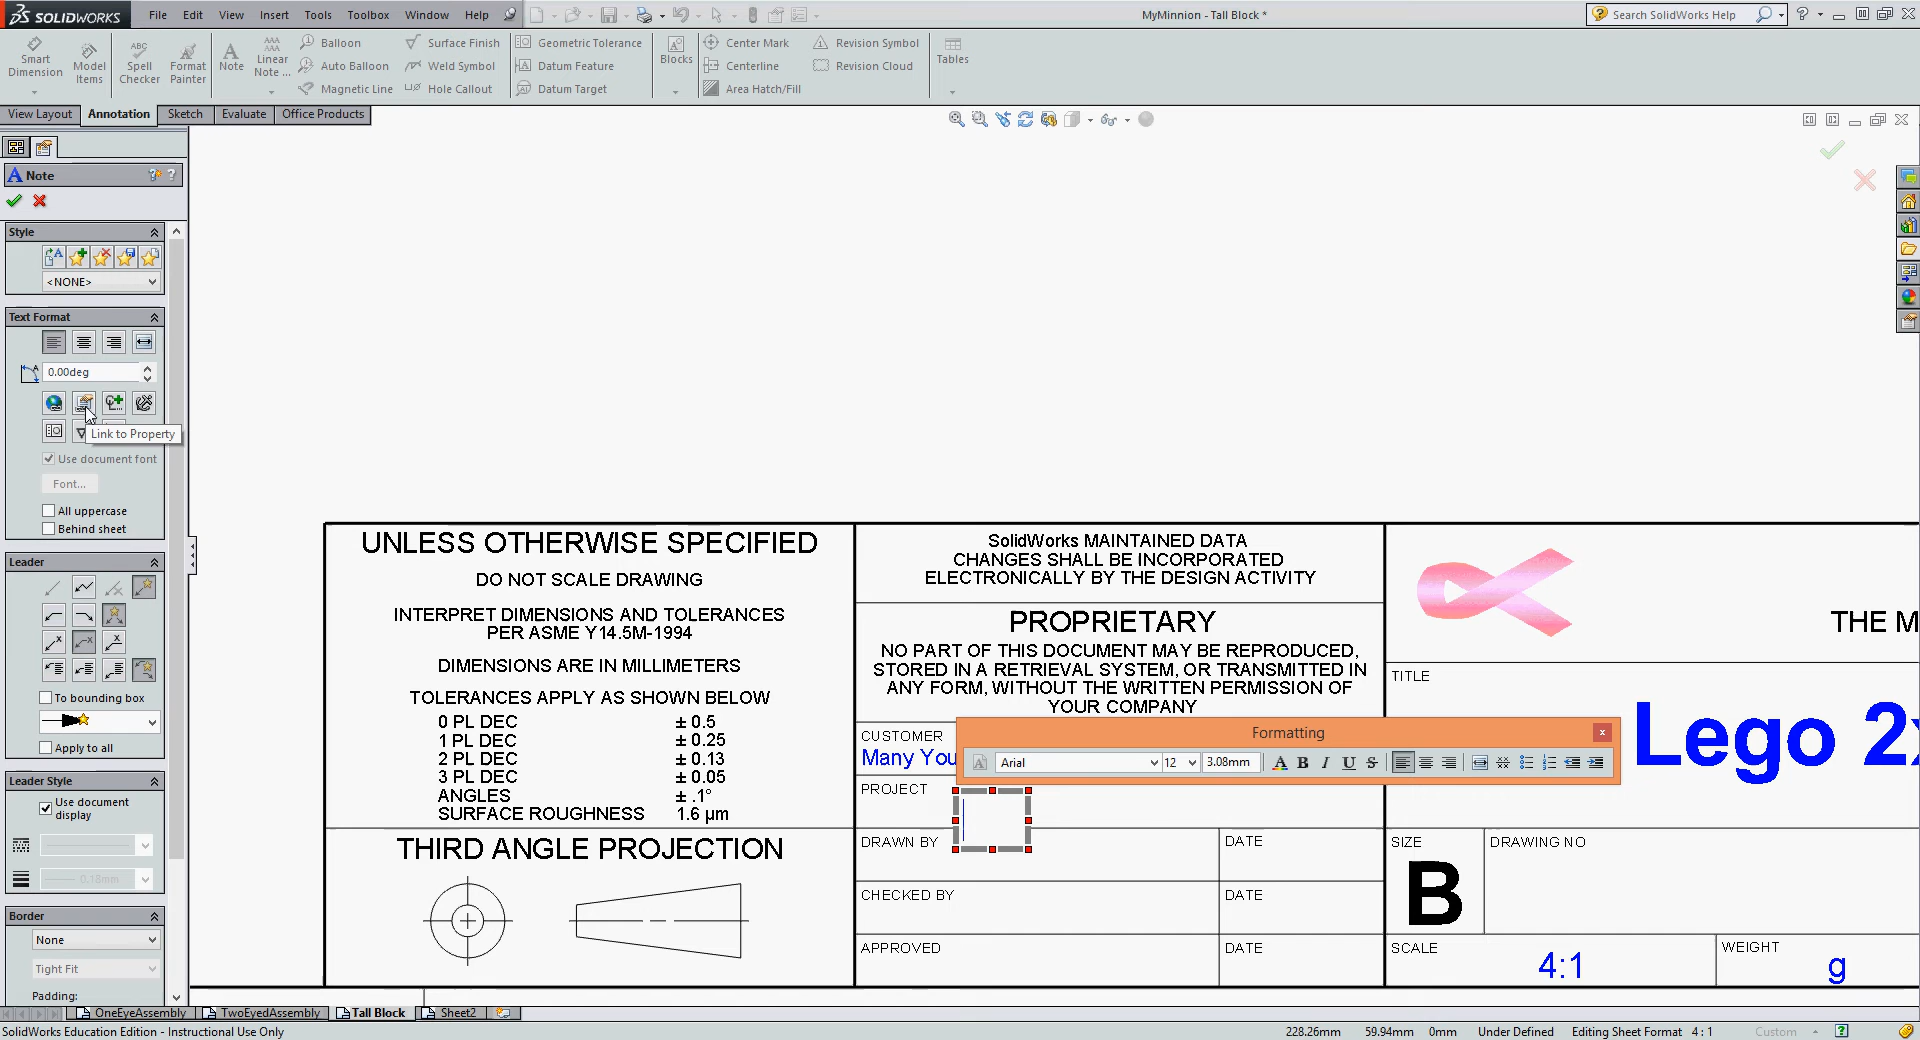 SOLIDWORKS File Edit View Insert Tools Toolbox Window Help MyMinnion - Tall Block * Search SolidWorks Help
Smart Dimension
Model Items
ABC
Spell Checker
Format Painter
Note
Linear Note ...
Balloon
Auto Balloon
Magnetic Line
Surface Finish
Weld Symbol
Hole Callout
Geometric Tolerance
Datum Feature
Datum Target
Blocks
Center Mark
Centerline
Area Hatch/Fill
Revision Symbol
Revision Cloud
Tables
View Layout Annotation Sketch Evaluate Office Products
Note
Style
<NONE>
Text Format
0.00deg
Link to Property
Use document font
Font...
All uppercase
Behind sheet
Leader
To bounding box
Apply to all
Leader Style
Use document display
0.18mm
Border
None
Tight Fit
Padding:
UNLESS OTHERWISE SPECIFIED
DO NOT SCALE DRAWING
INTERPRET DIMENSIONS AND TOLERANCES
PER ASME Y14.5M-1994
DIMENSIONS ARE IN MILLIMETERS
TOLERANCES APPLY AS SHOWN BELOW
0 PL DEC ± 0.5
1 PL DEC ± 0.25
2 PL DEC ± 0.13
3 PL DEC ± 0.05
ANGLES ± .1°
SURFACE ROUGHNESS 1.6 µm
THIRD ANGLE PROJECTION
SolidWorks MAINTAINED DATA
CHANGES SHALL BE INCORPORATED
ELECTRONICALLY BY THE DESIGN ACTIVITY
PROPRIETARY
NO PART OF THIS DOCUMENT MAY BE REPRODUCED,
STORED IN A RETRIEVAL SYSTEM, OR TRANSMITTED IN
ANY FORM, WITHOUT THE WRITTEN PERMISSION OF
YOUR COMPANY
CUSTOMER
Many You
Formatting
Arial 12 3.08mm
PROJECT
DRAWN BY DATE
CHECKED BY DATE
APPROVED DATE
THE M
TITLE
Lego 2x
SIZE
B
DRAWING NO
SCALE
4:1
WEIGHT
g
OneEyeAssembly TwoEyedAssembly Tall Block Sheet2
SolidWorks Education Edition - Instructional Use Only 228.26mm 59.94mm 0mm Under Defined Editing Sheet Format 4 : 1 Custom